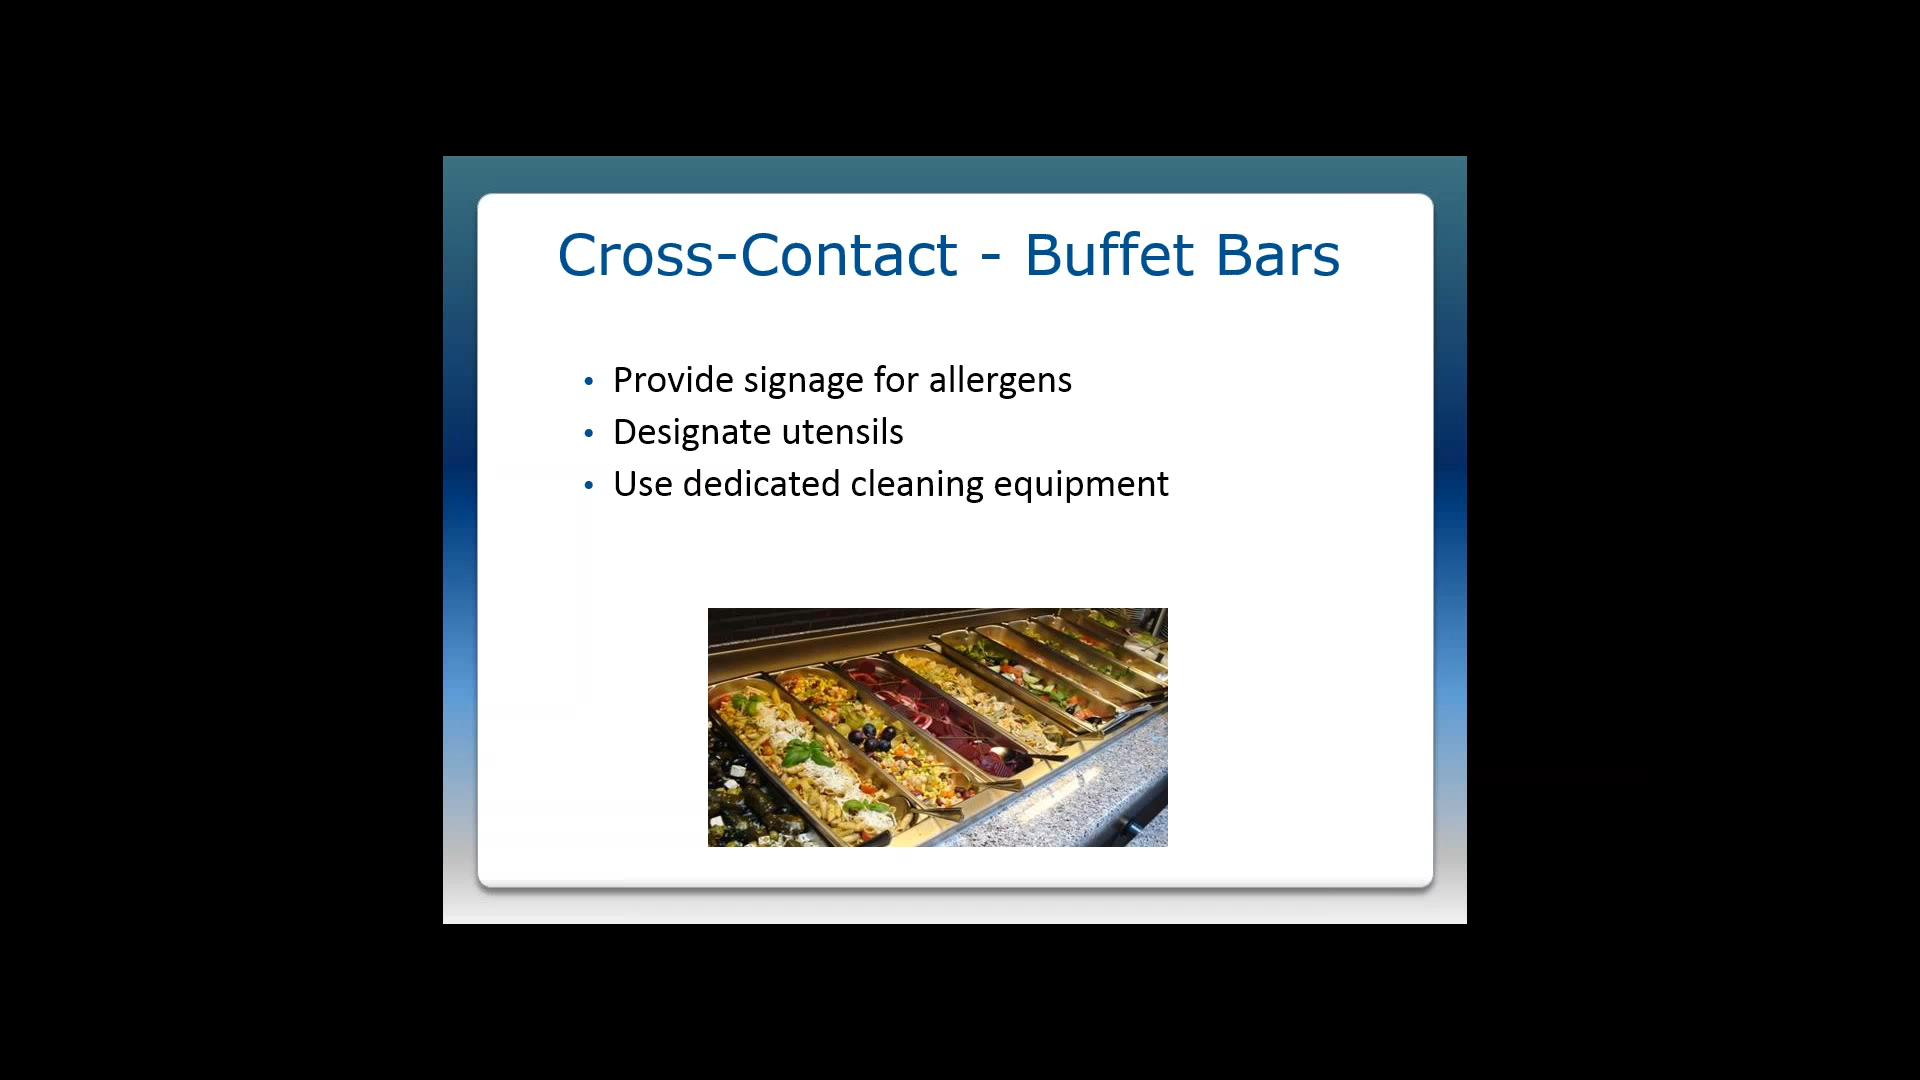 Cross-Contact - Buffet Bars
• Provide signage for allergens
• Designate utensils
• Use dedicated cleaning equipment